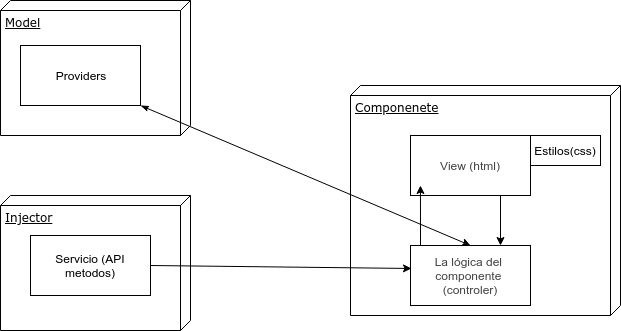 Model
Providers
Componenete
View (html)
Estilos(css)
Injector
Servicio (API
metodos)
La lógica del
componente
(controler)